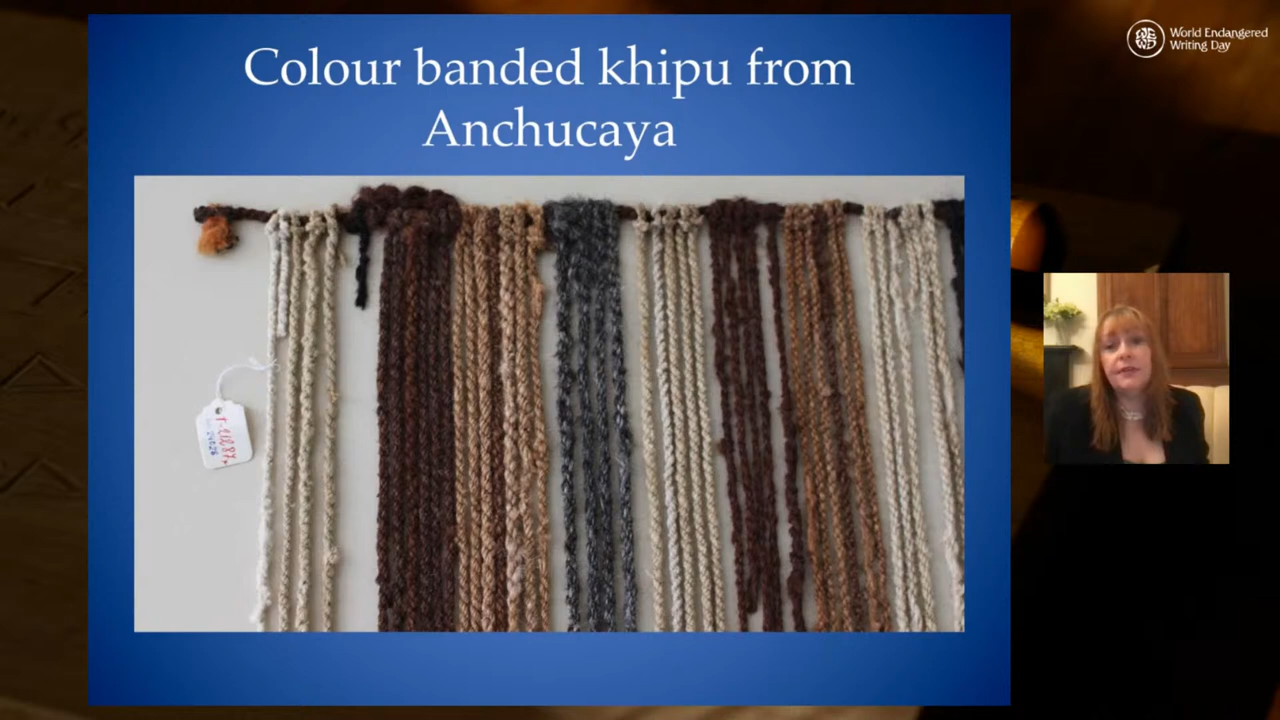 Colour banded khipu from
Anchucaya
World Endangered
Writing Day